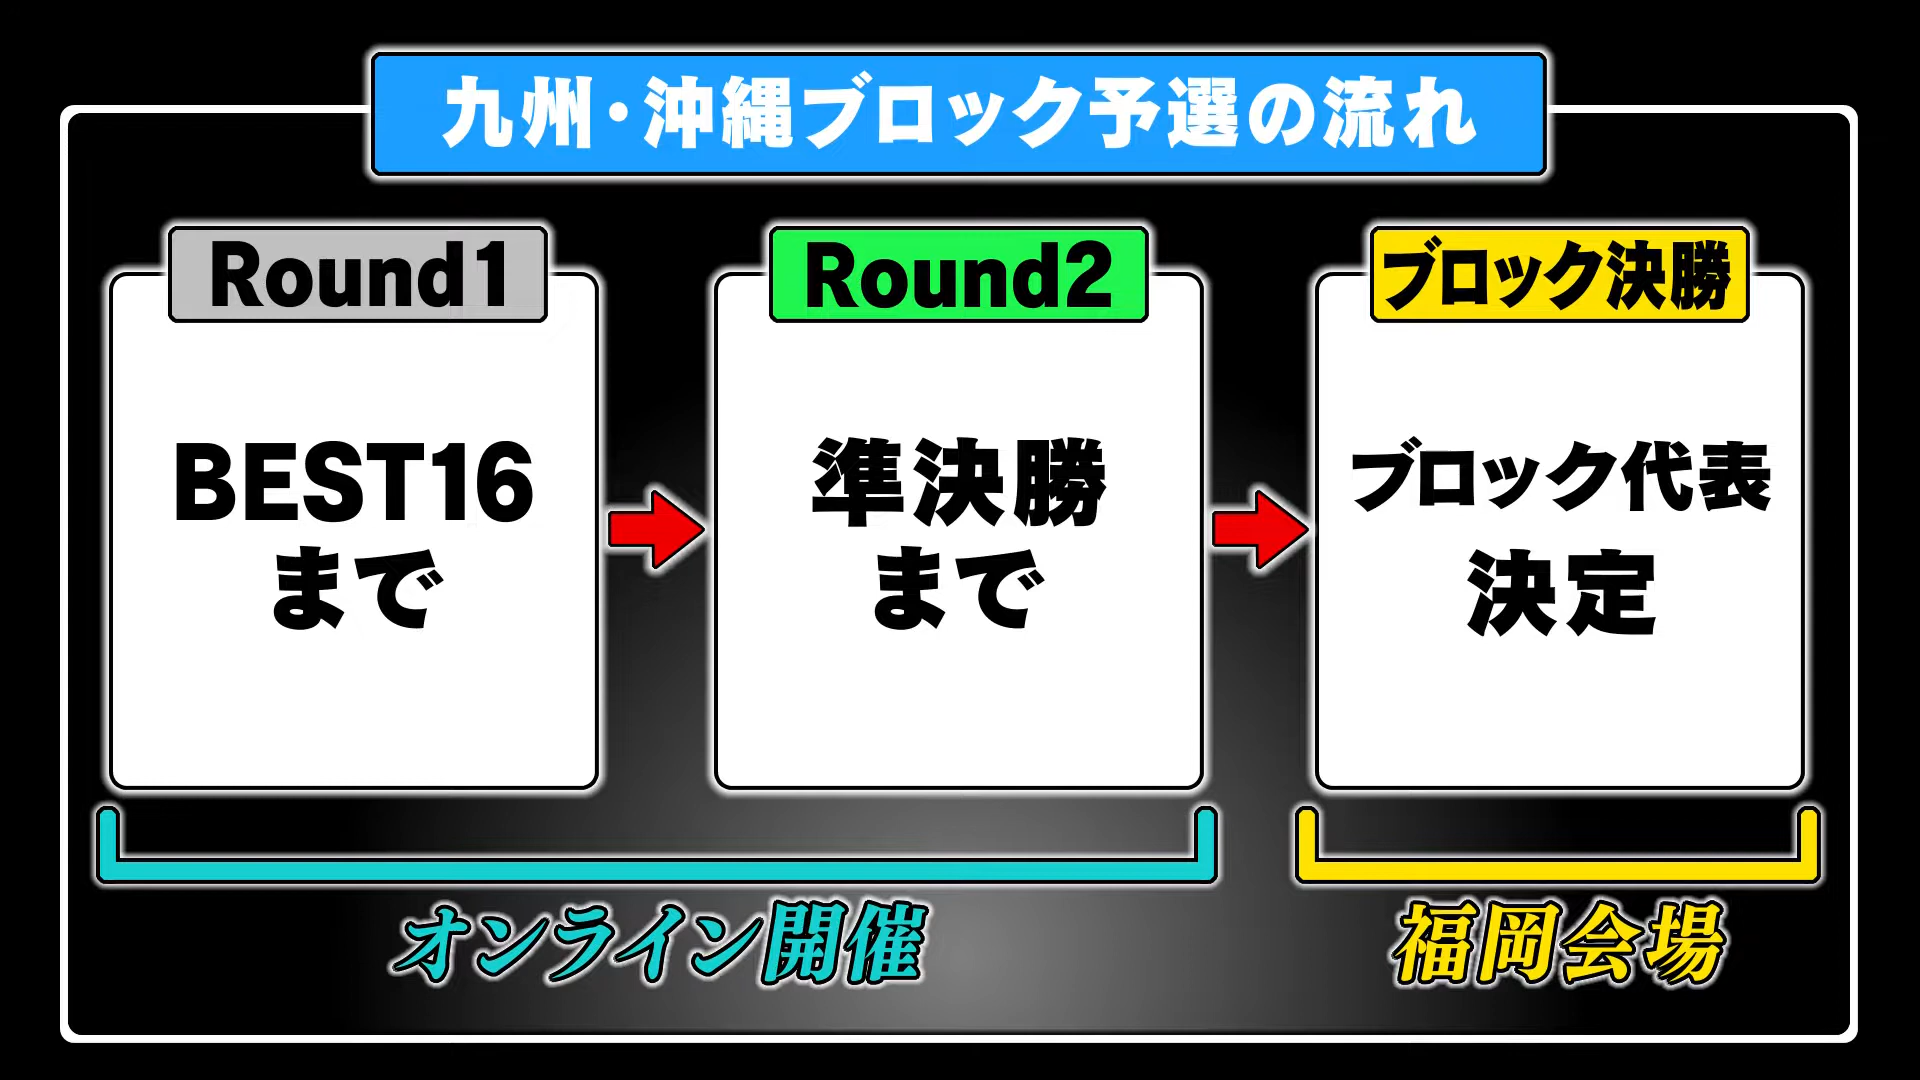 九州・沖縄ブロック予選の流れ
Round1
BEST16
まで
Round2
準決勝
まで
ブロック決勝
ブロック代表
決定
オンライン開催
福岡会場